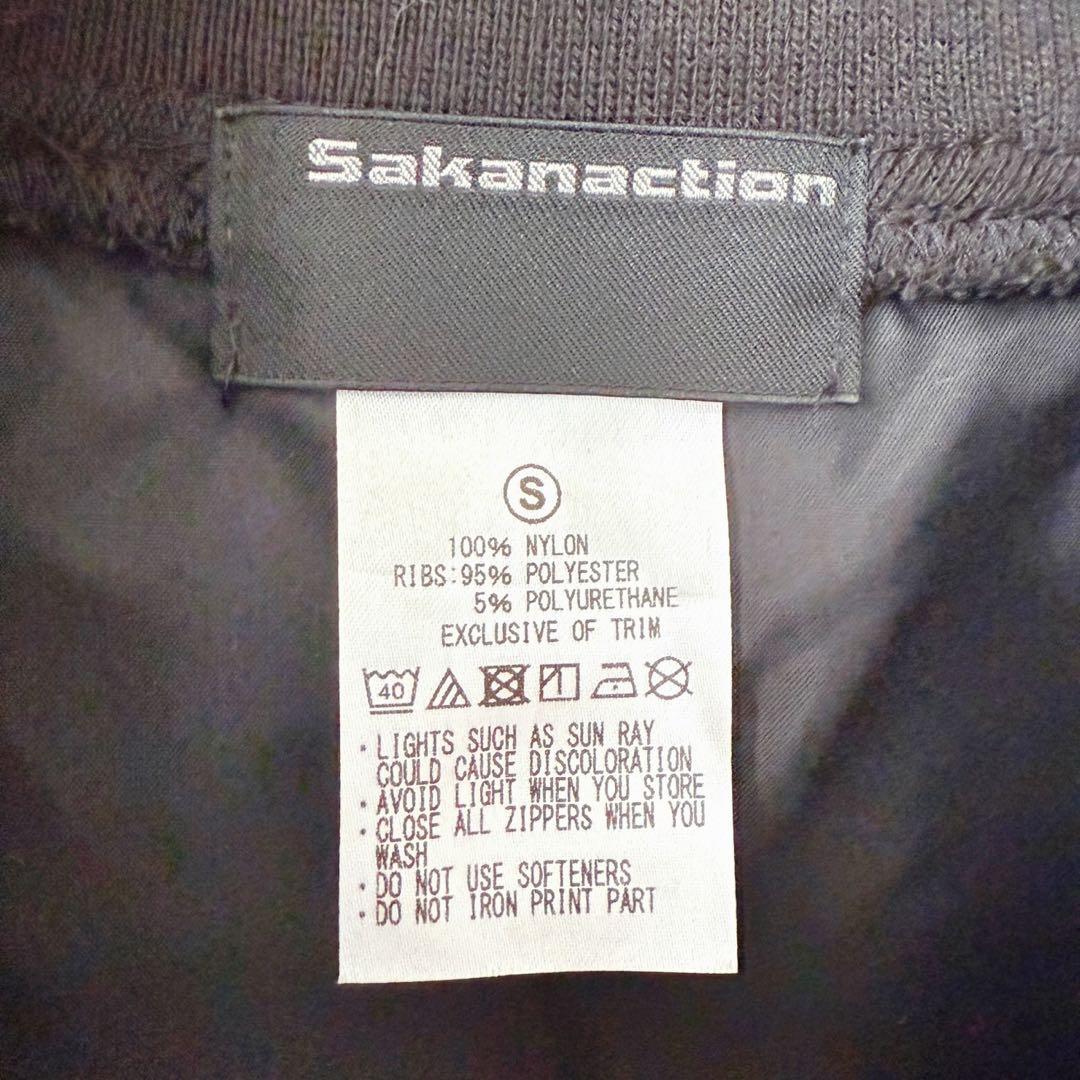 Sakanaction
S
100% NYLON
RIBS:95% POLYESTER
5% POLYURETHANE
EXCLUSIVE OF TRIM
40
・LIGHTS SUCH AS SUN RAY
COULD CAUSE DISCOLORATION
・AVOID LIGHT WHEN YOU STORE
・CLOSE ALL ZIPPERS WHEN YOU
WASH
・DO NOT USE SOFTENERS
・DO NOT IRON PRINT PART